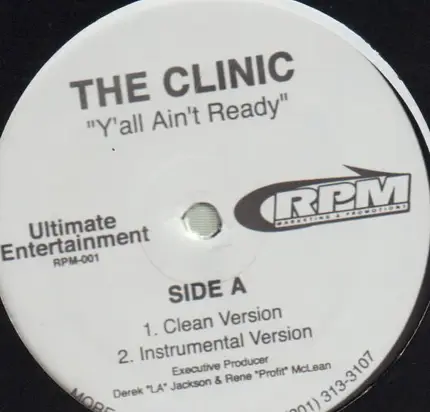 THE CLINIC
"Y'all Ain't Ready"
RPM
MARKETING & PROMOTIONS
Ultimate
Entertainment
RPM-001
SIDE A
1. Clean Version
2. Instrumental Version
Executive Producer
Derek "LA" Jackson & Rene "Profit" McLean
MORE
201) 313-3107